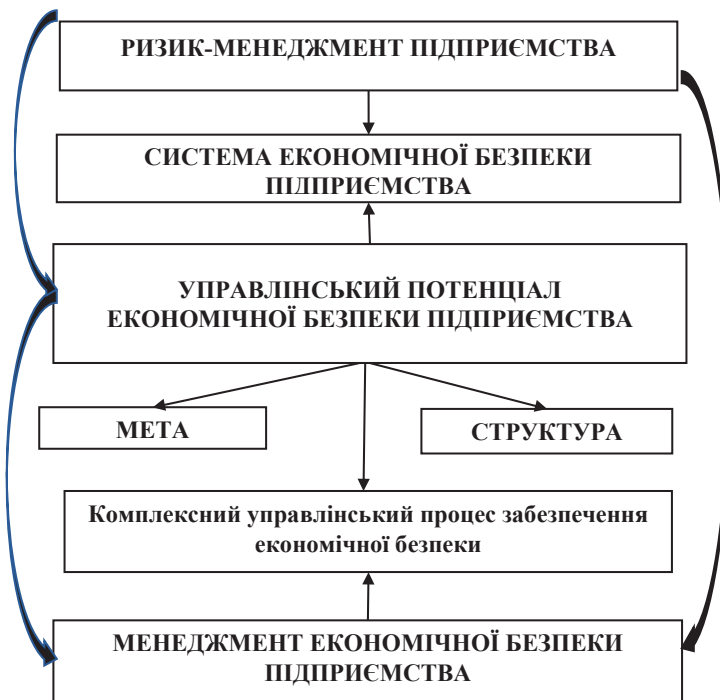 РИЗИК-МЕНЕДЖМЕНТ ПІДПРИЄМСТВА
СИСТЕМА ЕКОНОМІЧНОЇ БЕЗПЕКИ
ПІДПРИЄМСТВА
УПРАВЛІНСЬКИЙ ПОТЕНЦІАЛ
ЕКОНОМІЧНОЇ БЕЗПЕКИ ПІДПРИЄМСТВА
МЕТА
СТРУКТУРА
Комплексний управлінський процес забезпечення
економічної безпеки
МЕНЕДЖМЕНТ ЕКОНОМІЧНОЇ БЕЗПЕКИ
ПІДПРИЄМСТВА